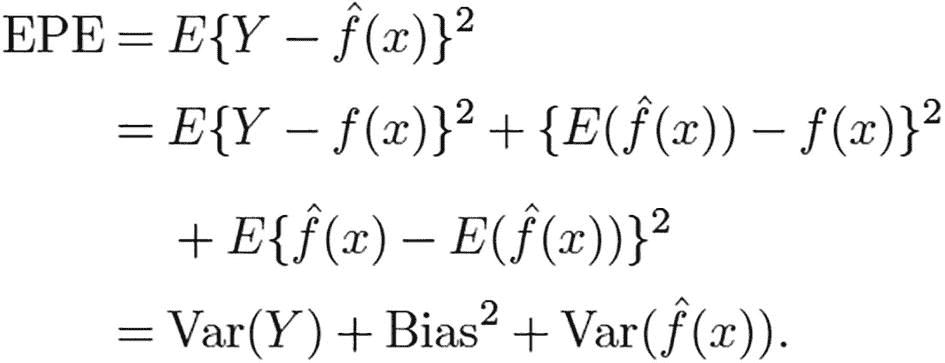 EPE = E{Y − f̂(x)}²
= E{Y − f(x)}² + {E(f̂(x)) − f(x)}²
+ E{f̂(x) − E(f̂(x))}²
= Var(Y) + Bias² + Var(f̂(x)).